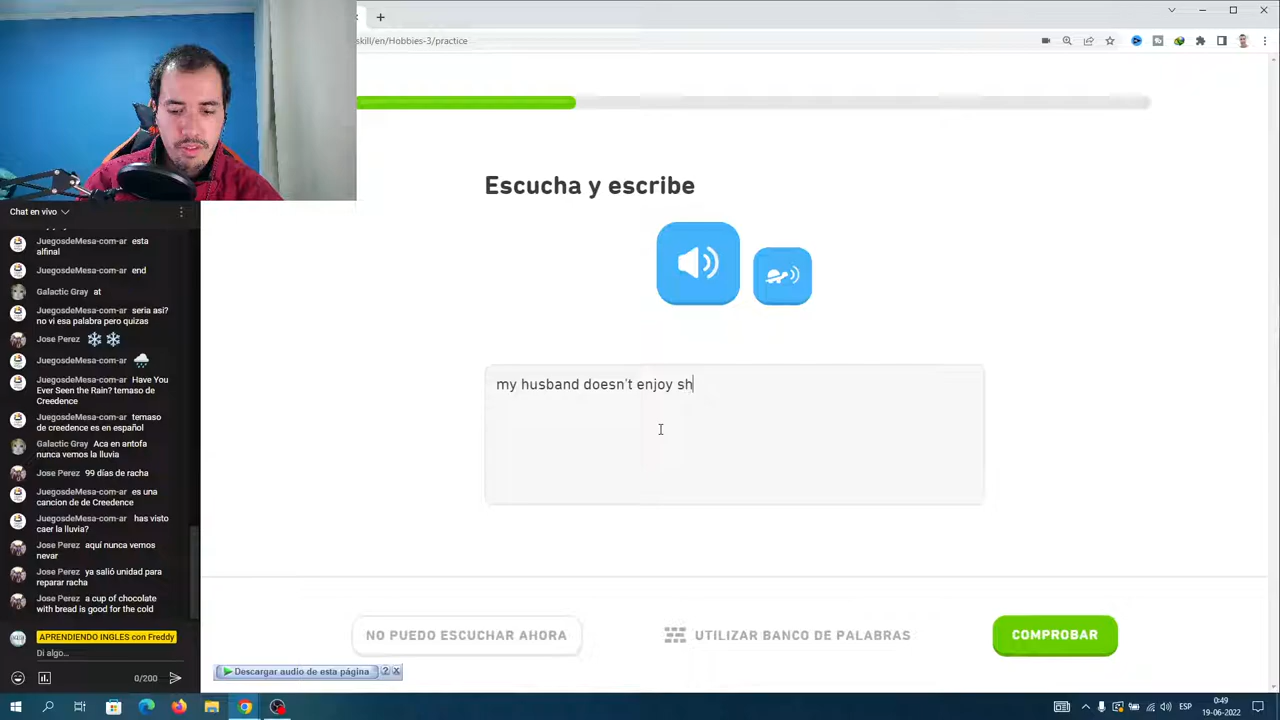 skill/en/Hobbies-3/practice
Chat en vivo
JuegosdeMesa-com-ar esta
alfinal
JuegosdeMesa-com-ar end
Galactic Gray at
JuegosdeMesa-com-ar seria asi?
no vi esa palabra pero quizas
Jose Perez ❄️ ❄️
JuegosdeMesa-com-ar 🌧️
JuegosdeMesa-com-ar Have You
Ever Seen the Rain? temaso de
Creedence
JuegosdeMesa-com-ar temaso
de creedence es en español
Galactic Gray Aca en antofa
nunca vemos la lluvia
Jose Perez 99 días de racha
JuegosdeMesa-com-ar es una
cancion de de Creedence
JuegosdeMesa-com-ar has visto
caer la lluvia?
Jose Perez aquí nunca vemos
nevar
Jose Perez ya salió unidad para
reparar racha
Jose Perez a cup of chocolate
with bread is good for the cold
APRENDIENDO INGLES con Freddy
Di algo...
0/200
Escucha y escribe
my husband doesn't enjoy sh
NO PUEDO ESCUCHAR AHORA
UTILIZAR BANCO DE PALABRAS
COMPROBAR
Descargar audio de esta página
? X
ESP
0:49
19-06-2022